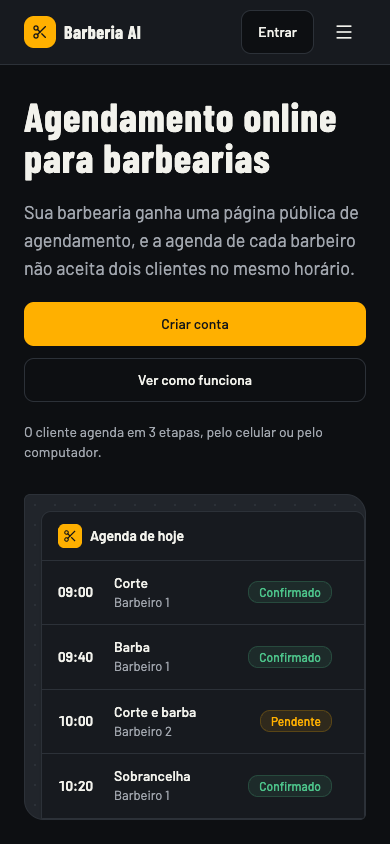 Barberia AI
Entrar
Agendamento online
para barbearias
Sua barbearia ganha uma página pública de
agendamento, e a agenda de cada barbeiro
não aceita dois clientes no mesmo horário.
Criar conta
Ver como funciona
O cliente agenda em 3 etapas, pelo celular ou pelo
computador.
Agenda de hoje
09:00 Corte Confirmado
Barbeiro 1
09:40 Barba Confirmado
Barbeiro 1
10:00 Corte e barba Pendente
Barbeiro 2
10:20 Sobrancelha Confirmado
Barbeiro 1